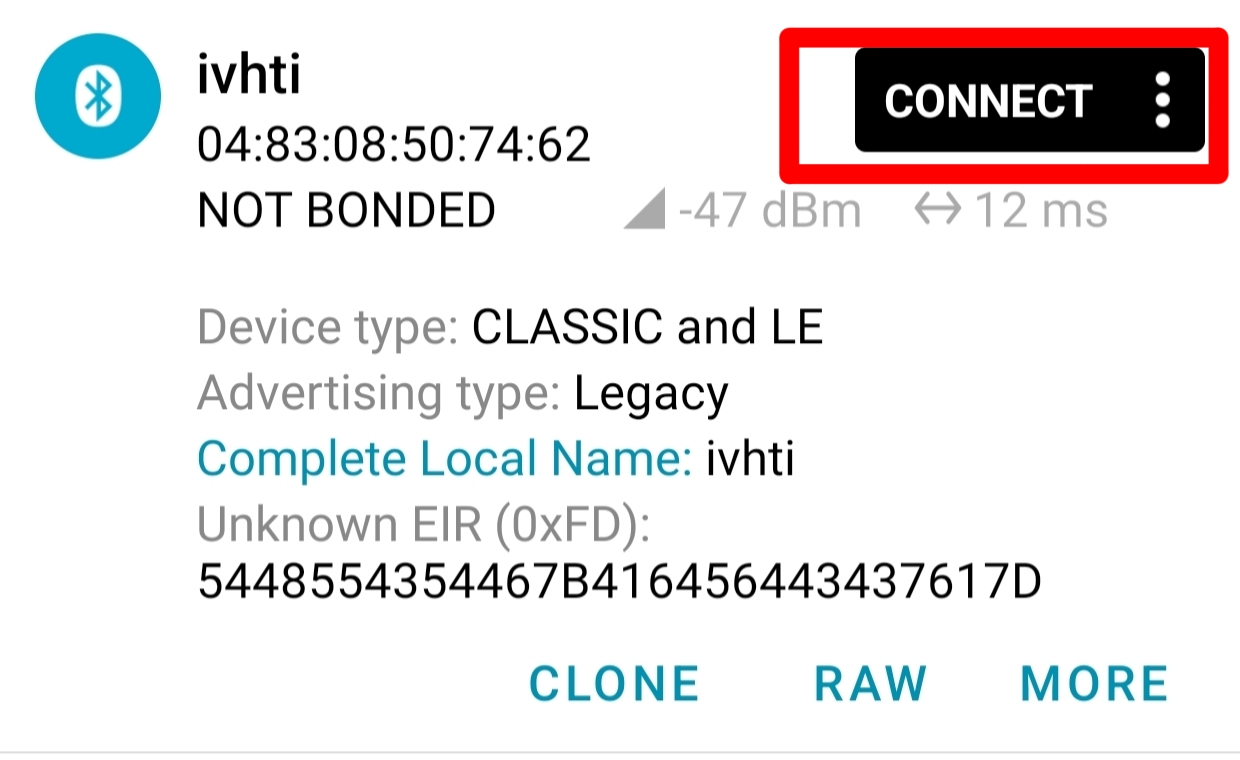 ivhti
CONNECT
04:83:08:50:74:62
NOT BONDED -47 dBm 12 ms
Device type: CLASSIC and LE
Advertising type: Legacy
Complete Local Name: ivhti
Unknown EIR (0xFD):
5448554354467B416456443437617D
CLONE RAW MORE